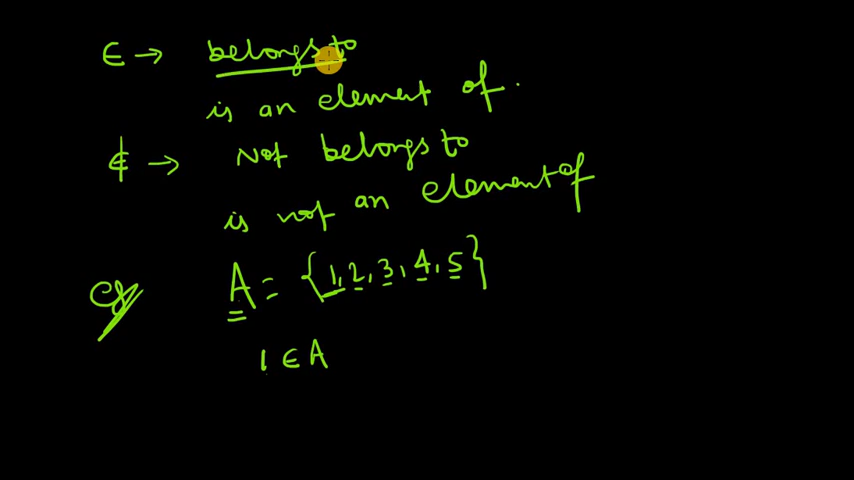 ∈ → belongs to
is an element of.
∉ → Not belongs to
is not an element of
eg A = {1, 2, 3, 4, 5}
1 ∈ A